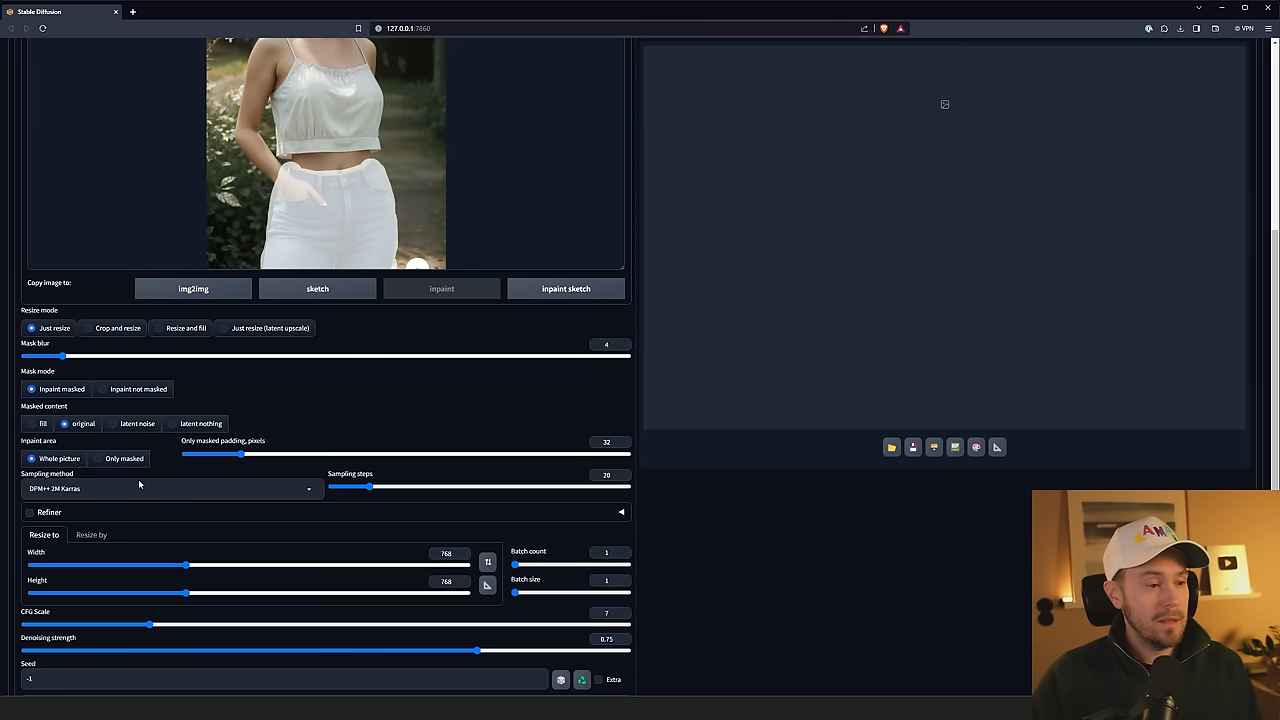 Stable Diffusion
127.0.0.1:7860
VPN
Copy image to:
img2img
sketch
inpaint
inpaint sketch
Resize mode
Just resize
Crop and resize
Resize and fill
Just resize (latent upscale)
Mask blur
4
Mask mode
Inpaint masked
Inpaint not masked
Masked content
fill
original
latent noise
latent nothing
Inpaint area
Only masked padding, pixels
32
Whole picture
Only masked
Sampling method
Sampling steps
20
DPM++ 2M Karras
Refiner
Resize to
Resize by
Width
768
Batch count
1
Height
768
Batch size
1
CFG Scale
7
Denoising strength
0.75
Seed
-1
Extra